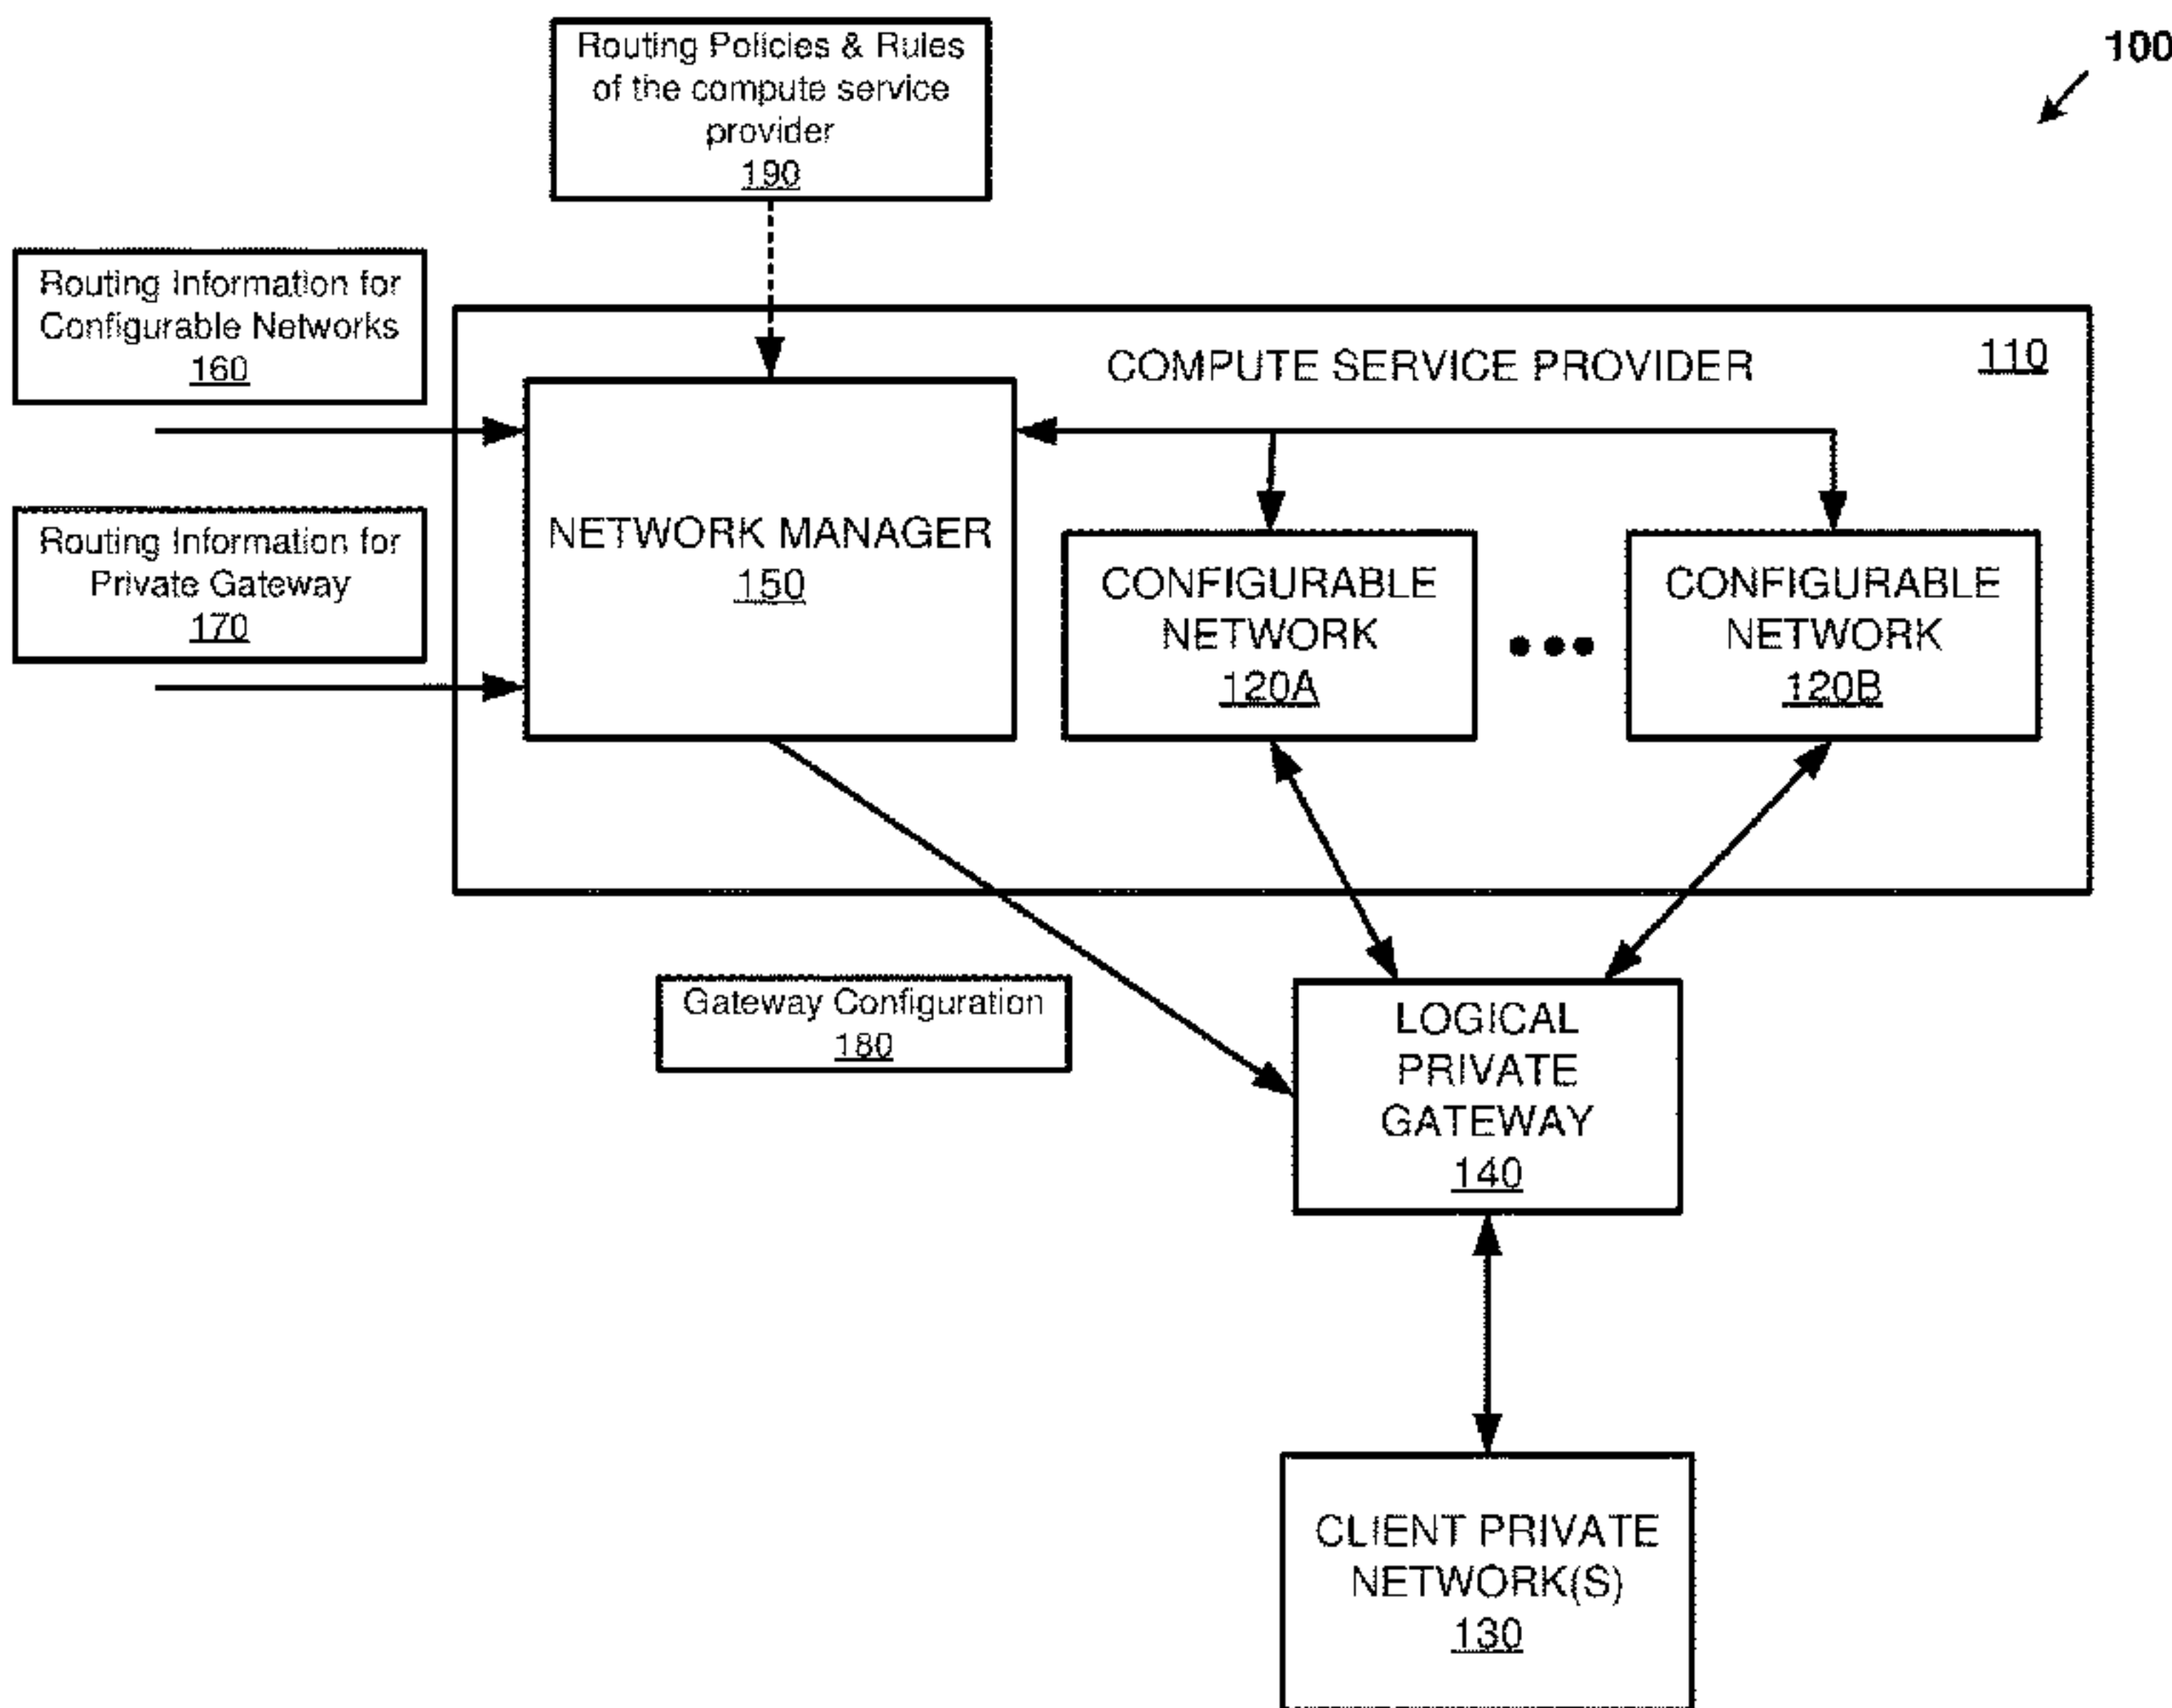 100
Routing Policies & Rules
of the compute service
provider
190
Routing Information for
Configurable Networks
160
COMPUTE SERVICE PROVIDER
110
Routing Information for
Private Gateway
170
NETWORK MANAGER
150
CONFIGURABLE
NETWORK
120A
CONFIGURABLE
NETWORK
120B
Gateway Configuration
180
LOGICAL
PRIVATE
GATEWAY
140
CLIENT PRIVATE
NETWORK(S)
130